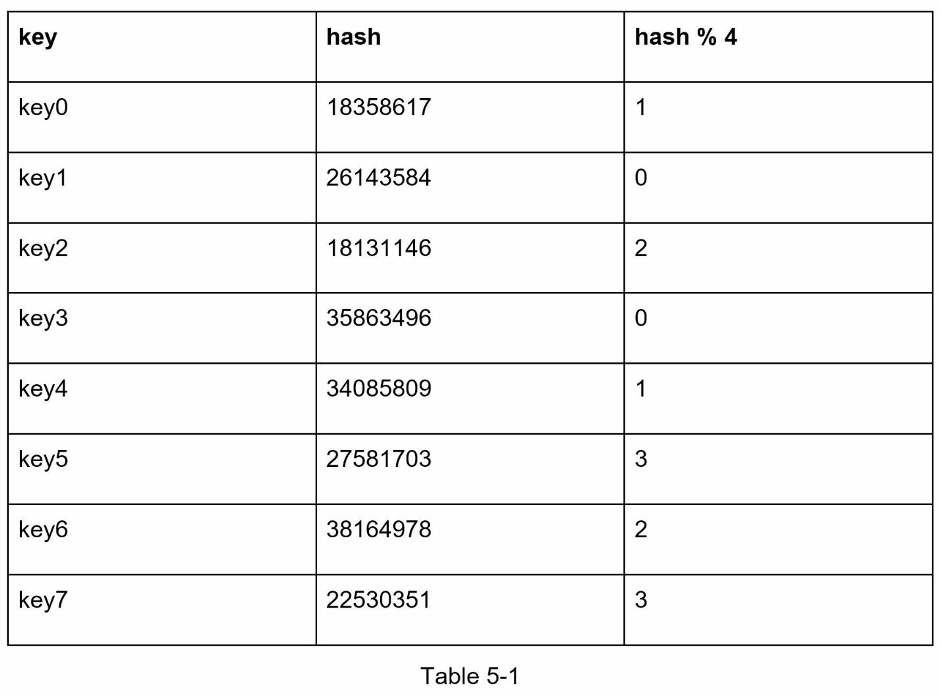 key hash hash % 4
key0 18358617 1
key1 26143584 0
key2 18131146 2
key3 35863496 0
key4 34085809 1
key5 27581703 3
key6 38164978 2
key7 22530351 3
Table 5-1